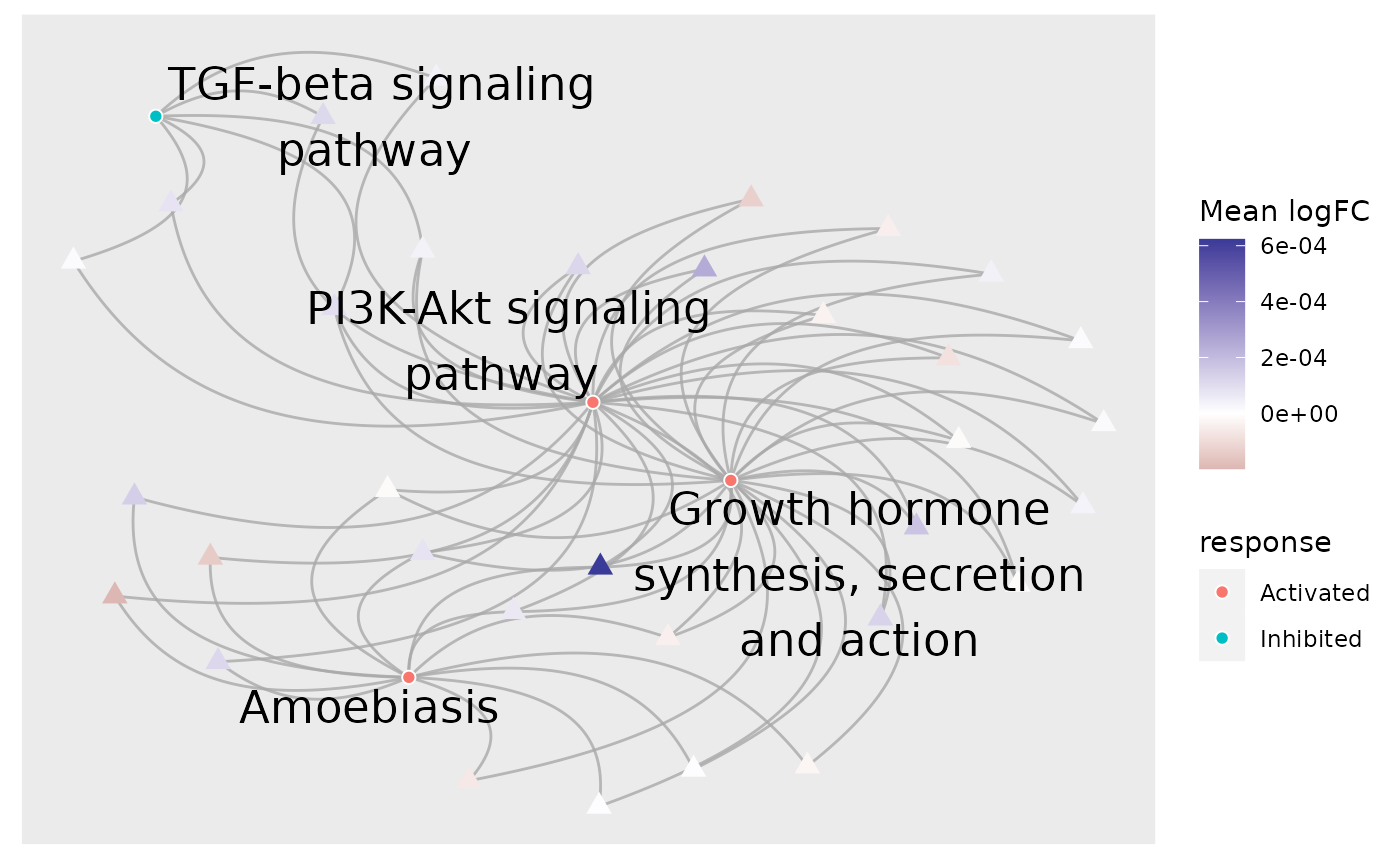 TGF-beta signaling
pathway
PI3K-Akt signaling
pathway
Growth hormone
synthesis, secretion
and action
Amoebiasis
Mean logFC
6e-04
4e-04
2e-04
0e+00
response
Activated
Inhibited